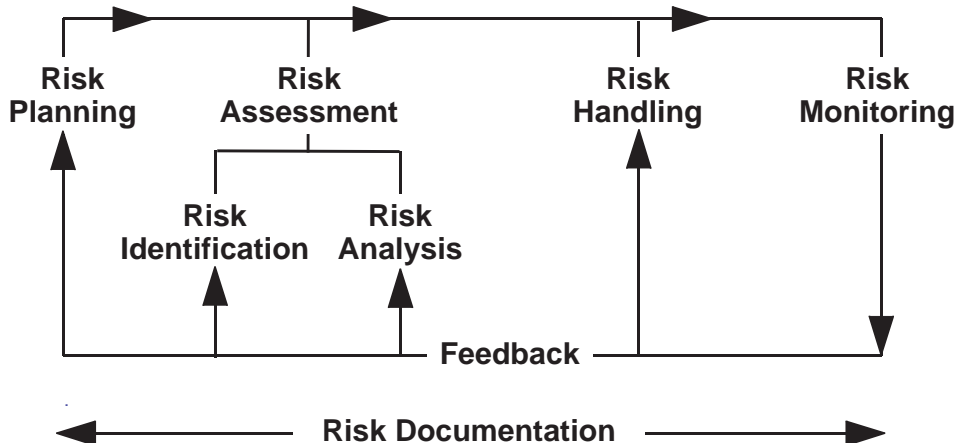 Risk
Planning
Risk
Assessment
Risk
Handling
Risk
Monitoring
Risk
Identification
Risk
Analysis
Feedback
Risk Documentation